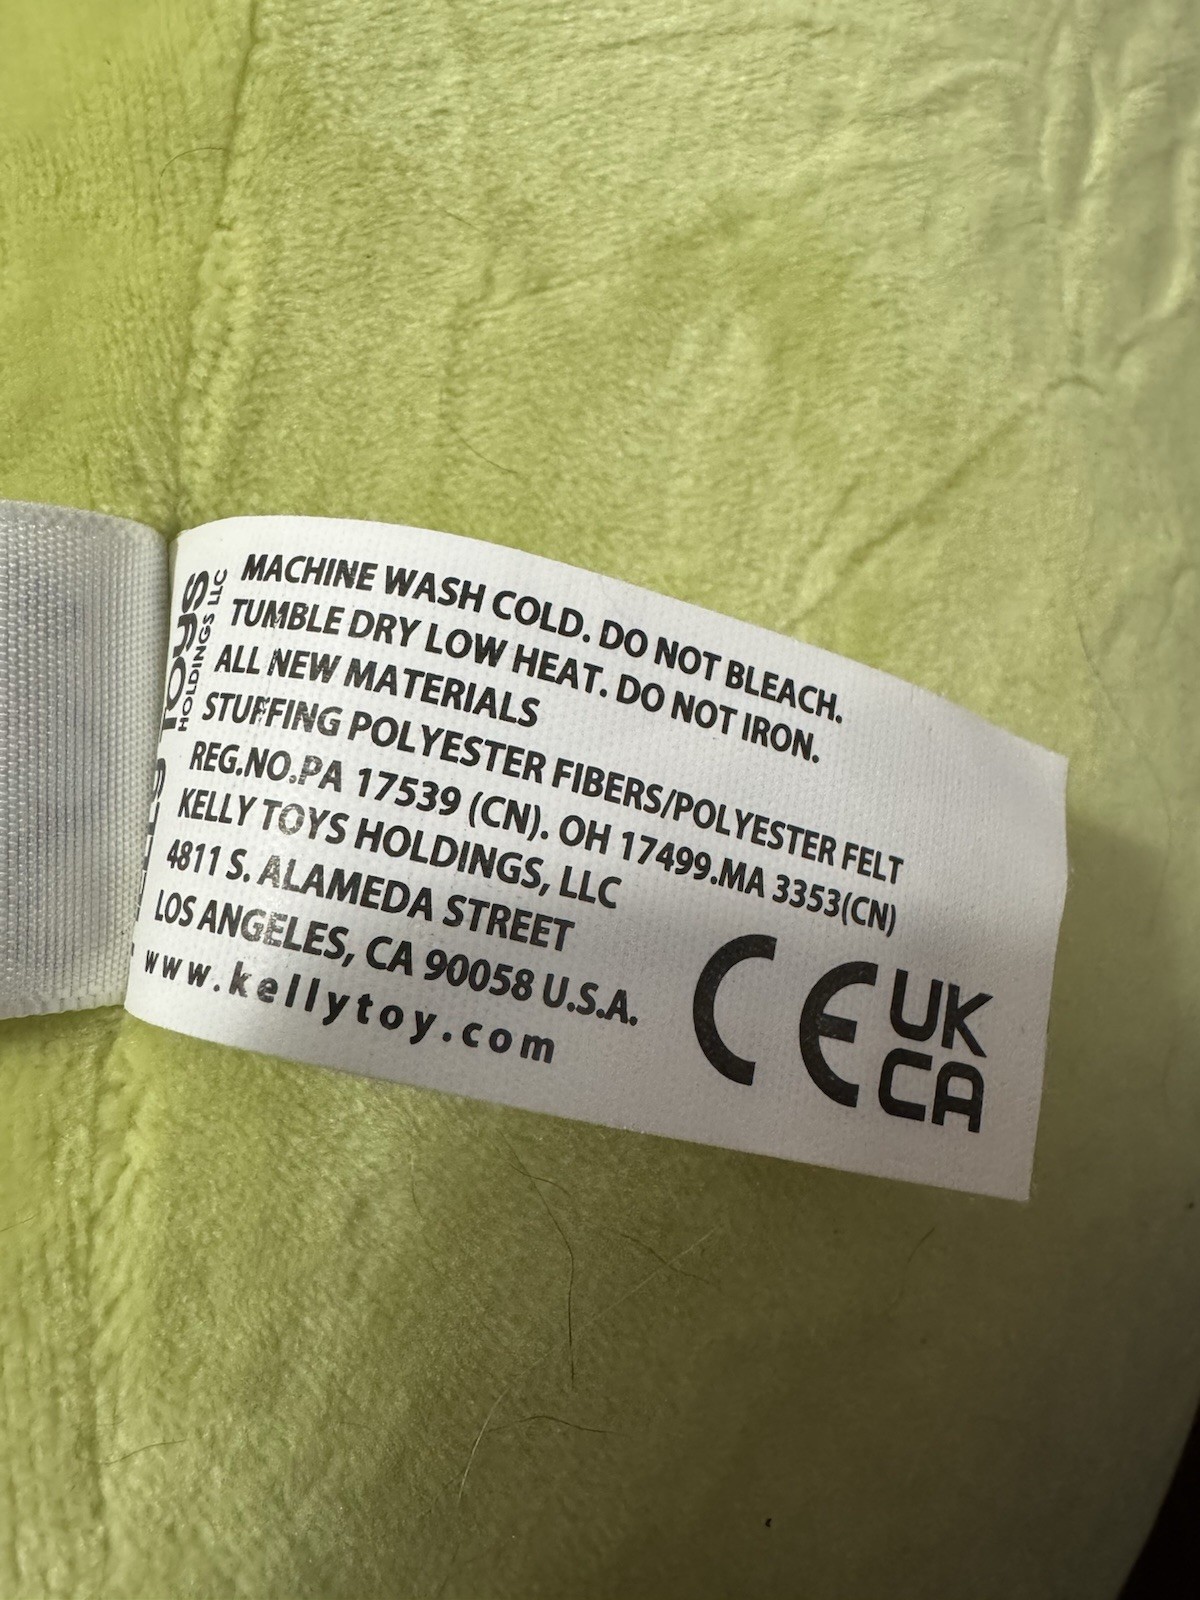 TOYS
HOLDINGS LLC
MACHINE WASH COLD. DO NOT BLEACH.
TUMBLE DRY LOW HEAT. DO NOT IRON.
ALL NEW MATERIALS
STUFFING POLYESTER FIBERS/POLYESTER FELT
REG.NO.PA 17539 (CN). OH 17499.MA 3353(CN)
KELLY TOYS HOLDINGS, LLC
4811 S. ALAMEDA STREET
LOS ANGELES, CA 90058 U.S.A.
www.kellytoy.com
CE
UK
CA